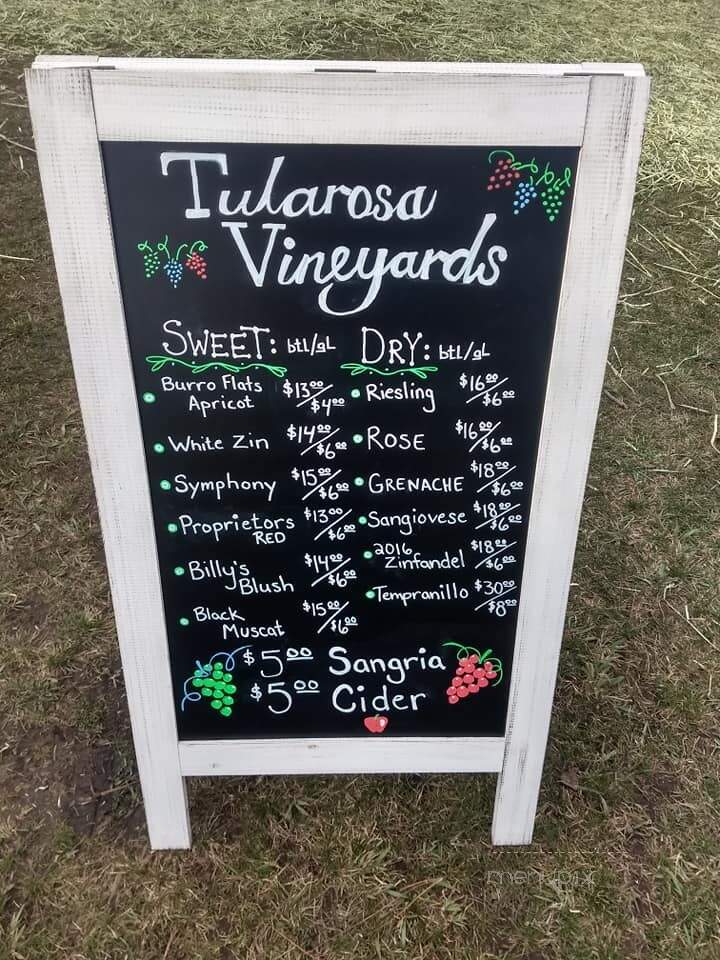 Tularosa
Vineyards
SWEET: btl/gL
Burro Flats
Apricot $13.00/$4.00
White Zin $14.00/$6.00
Symphony $15.00/$6.00
Proprietors
RED $13.00/$6.00
Billy's
Blush $14.00/$6.00
Black
Muscat $15.00/$6.00
DRY: btl/gL
Riesling $16.00/$6.00
ROSE $16.00/$6.00
GRENACHE $18.00/$6.00
Sangiovese $18.00/$6.00
2016
Zinfandel $18.00/$6.00
Tempranillo $30.00/$8.00
$5.00 Sangria
$5.00 Cider
menupix